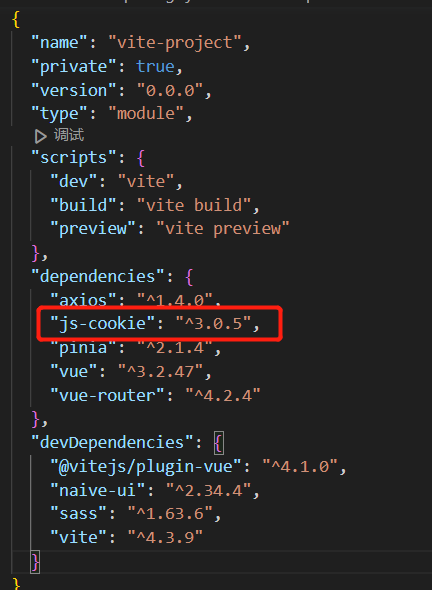 {
"name": "vite-project",
"private": true,
"version": "0.0.0",
"type": "module",
调试
"scripts": {
"dev": "vite",
"build": "vite build",
"preview": "vite preview"
},
"dependencies": {
"axios": "^1.4.0",
"js-cookie": "^3.0.5",
"pinia": "^2.1.4",
"vue": "^3.2.47",
"vue-router": "^4.2.4"
},
"devDependencies": {
"@vitejs/plugin-vue": "^4.1.0",
"naive-ui": "^2.34.4",
"sass": "^1.63.6",
"vite": "^4.3.9"
}
}